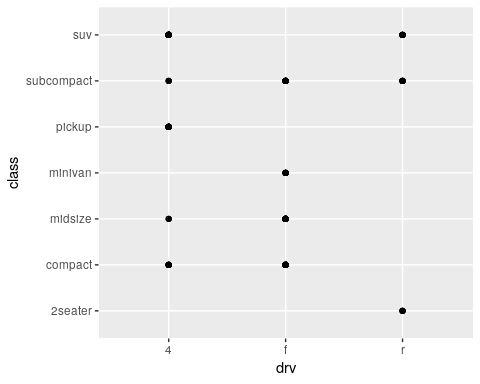 suv
subcompact
pickup
minivan
midsize
compact
2seater
class
4 f r
drv